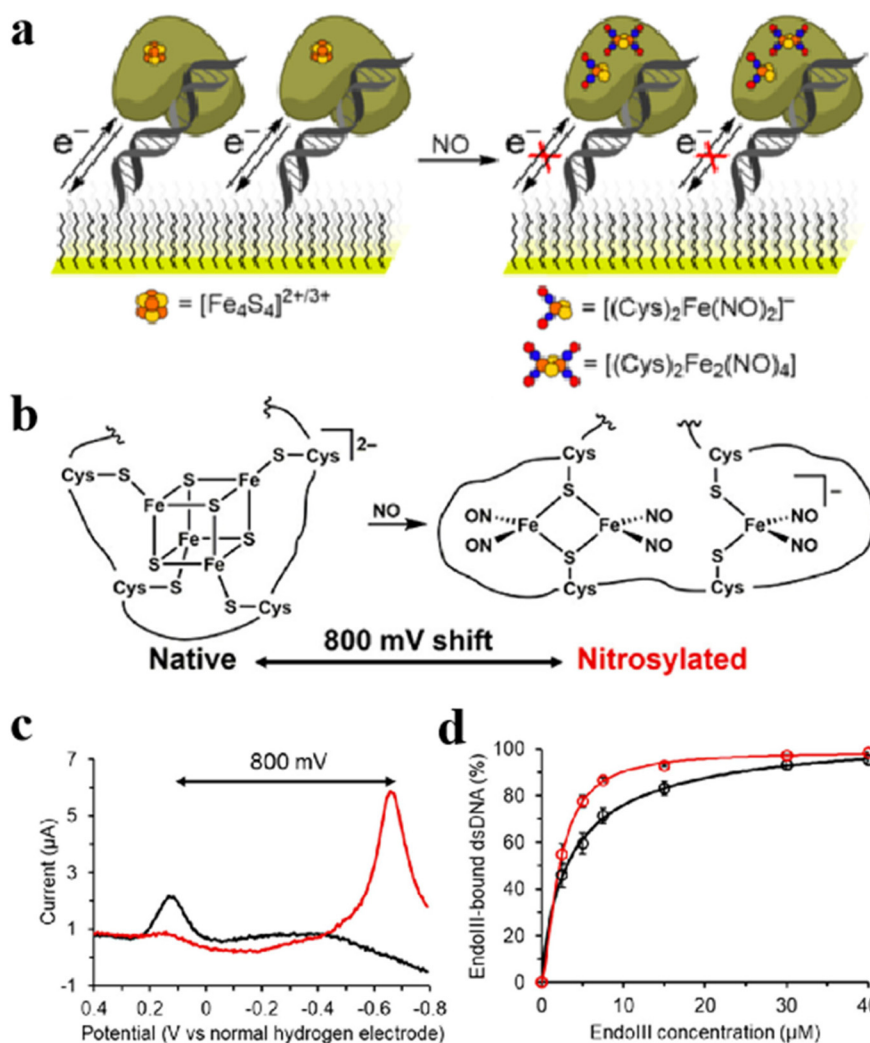 a
e⁻
e⁻
NO
e⁻
e⁻
= [Fe₄S₄]²⁺/³⁺
= [(Cys)₂Fe(NO)₂]⁻
= [(Cys)₂Fe₂(NO)₄]
b
2−
Cys
S
S
Fe
Fe
S
Cys
S
Fe
S
S
Fe
Cys
S
S
Cys
NO
Cys
S
ON
ON
Fe
Fe
NO
NO
S
Cys
Cys
S
−
Fe
NO
NO
S
Cys
Native
800 mV shift
Nitrosylated
c
7
5
3
1
-1
800 mV
Current (µA)
0.4 0.2 0 -0.2 -0.4 -0.6 -0.8
Potential (V vs normal hydrogen electrode)
d
100
80
60
40
20
0
EndoIII-bound dsDNA (%)
0 10 20 30 40
EndoIII concentration (µM)